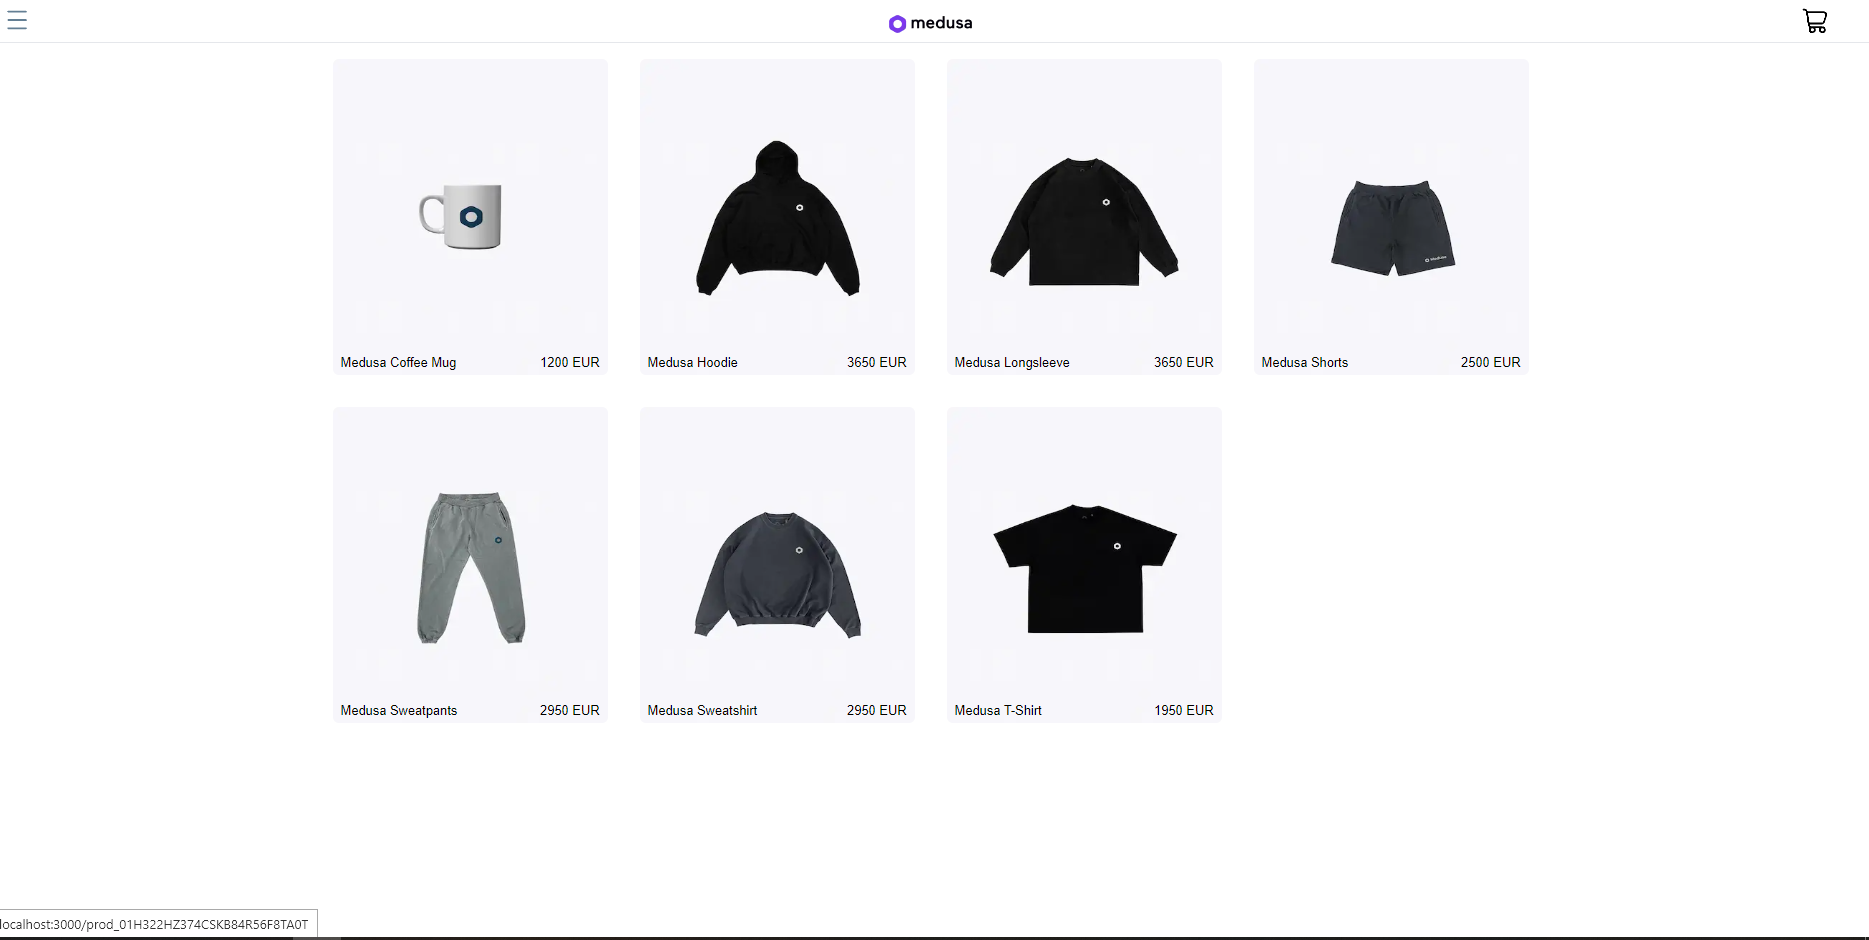 medusa
Medusa Coffee Mug 1200 EUR
Medusa Hoodie 3650 EUR
Medusa Longsleeve 3650 EUR
Medusa Shorts 2500 EUR
Medusa Sweatpants 2950 EUR
Medusa Sweatshirt 2950 EUR
Medusa T-Shirt 1950 EUR
localhost:3000/prod_01H322HZ374CSKB84R56F8TA0T